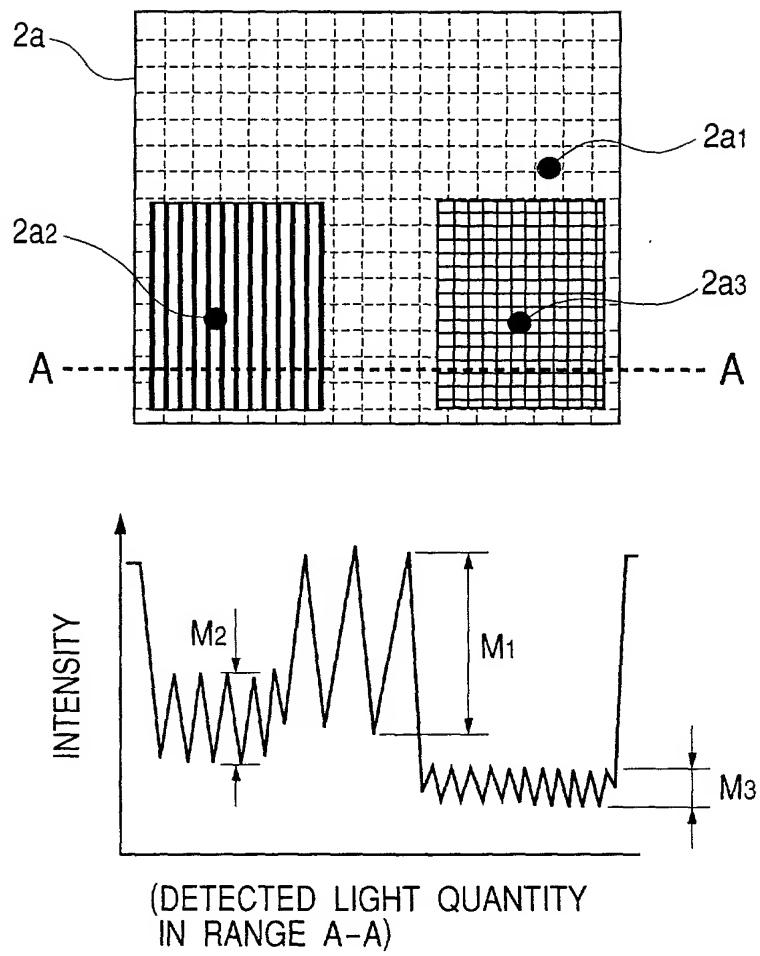 2a
2a1
2a2
2a3
A A
M2
M1
INTENSITY
M3
(DETECTED LIGHT QUANTITY
IN RANGE A-A)